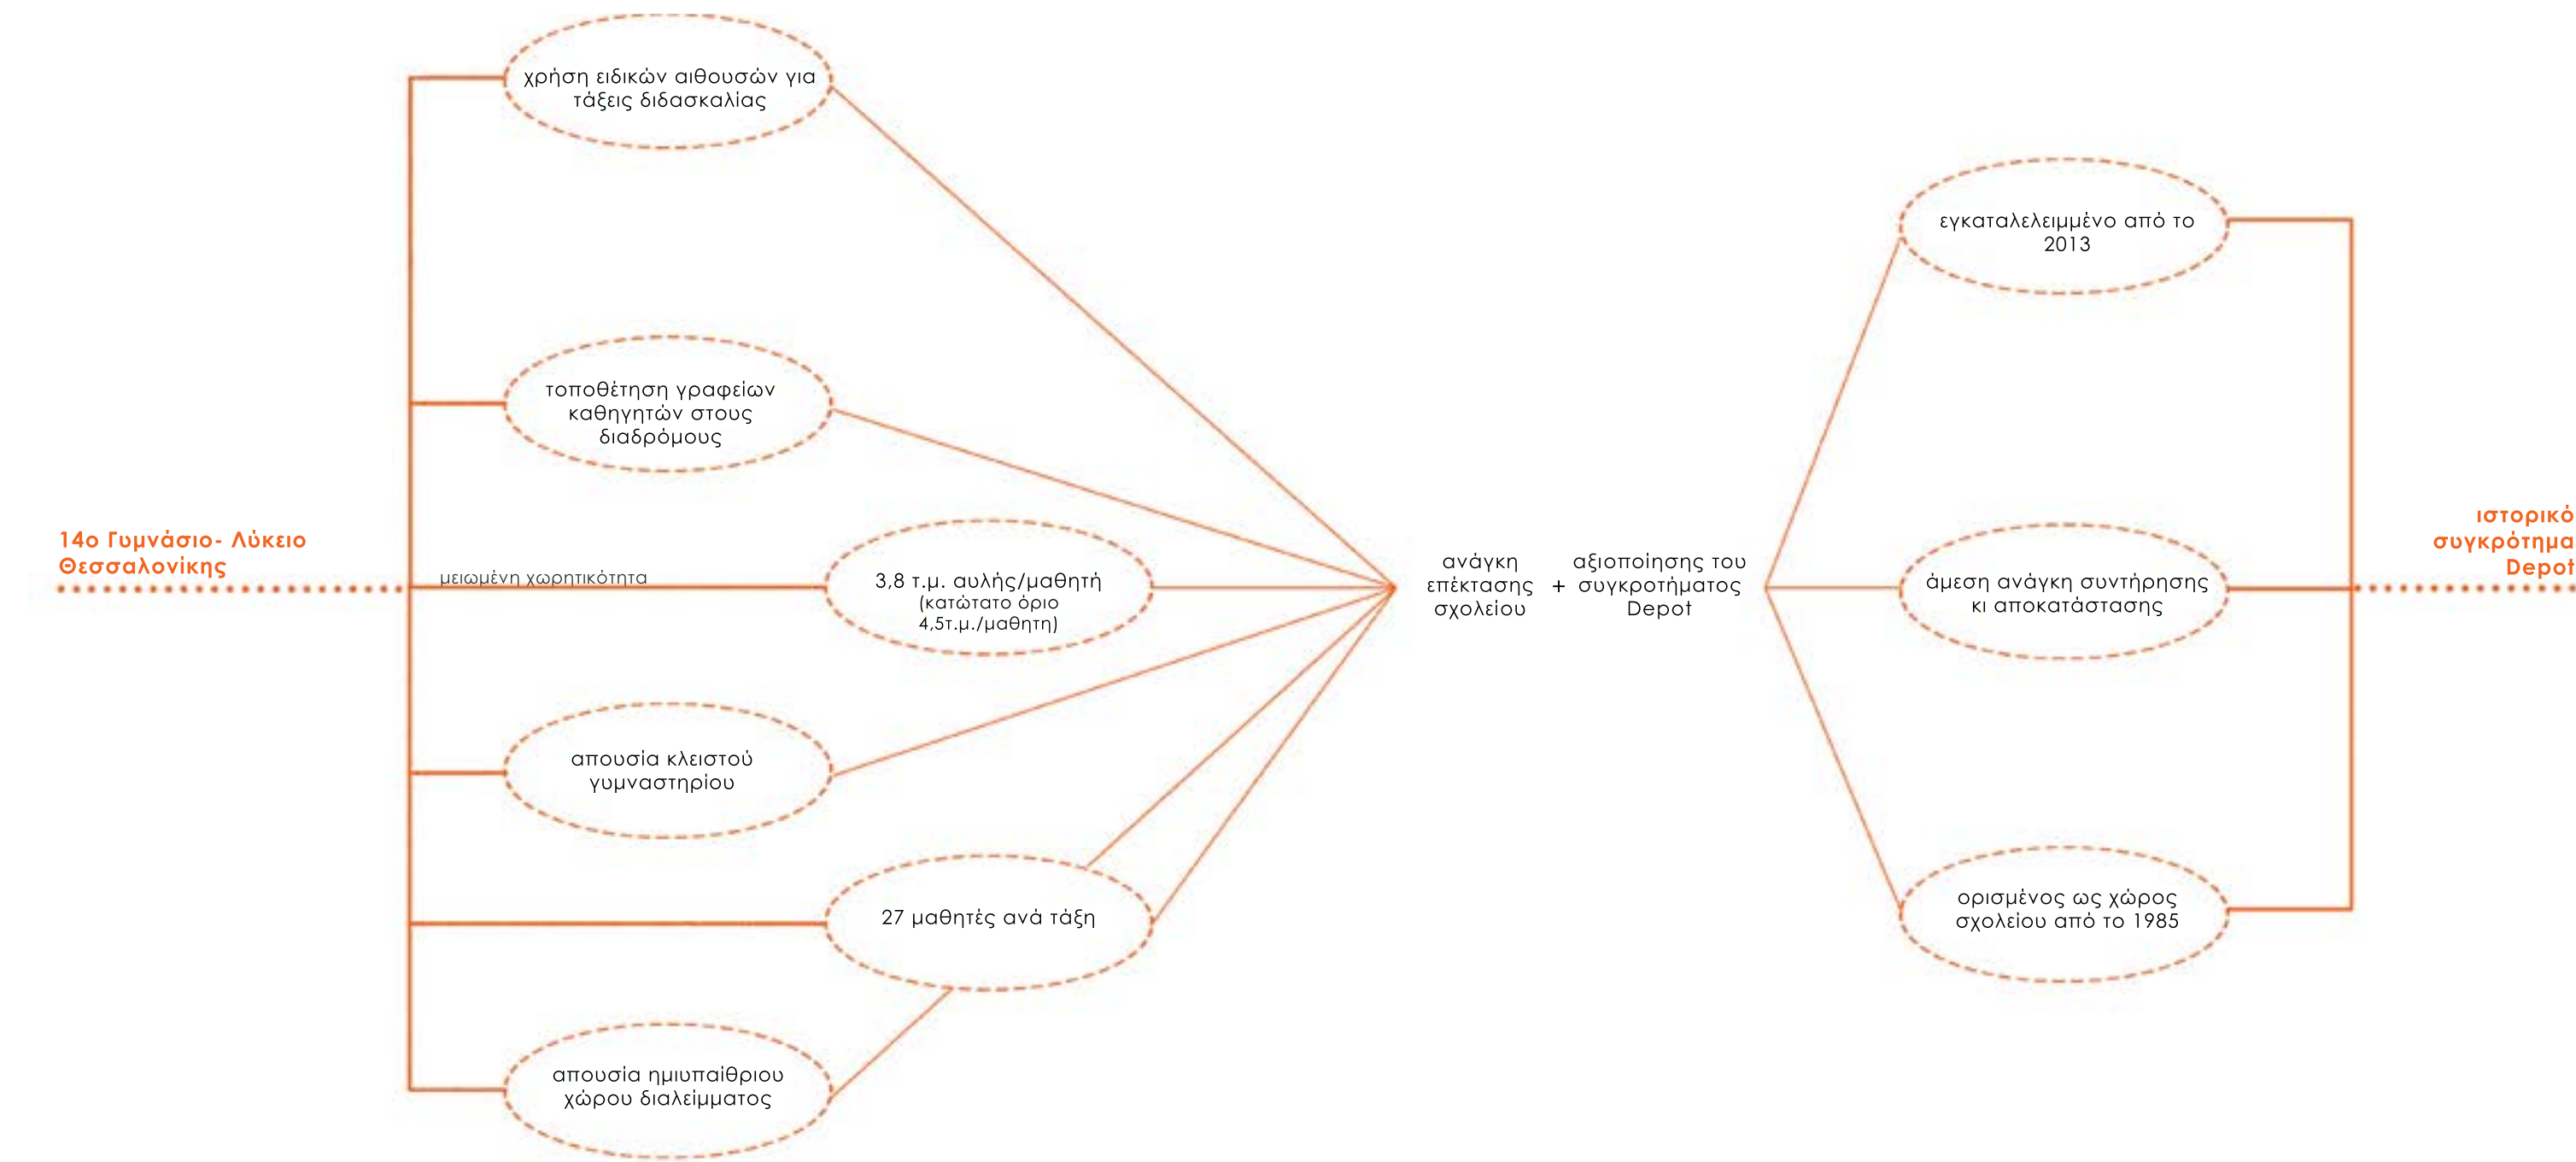 χρήση ειδικών αιθουσών για
τάξεις διδασκαλίας
τοποθέτηση γραφείων
καθηγητών στους
διαδρόμους
14ο Γυμνάσιο- Λύκειο
Θεσσαλονίκης
μειωμένη χωρητικότητα
3,8 τ.μ. αυλής/μαθητή
(κατώτατο όριο
4,5τ.μ./μαθητη)
απουσία κλειστού
γυμναστηρίου
27 μαθητές ανά τάξη
απουσία ημιυπαίθριου
χώρου διαλείμματος
ανάγκη
επέκτασης
σχολείου
+
αξιοποίησης του
συγκροτήματος
Depot
εγκαταλελειμμένο από το
2013
άμεση ανάγκη συντήρησης
κι αποκατάστασης
ορισμένος ως χώρος
σχολείου από το 1985
ιστορικό
συγκρότημα
Depot